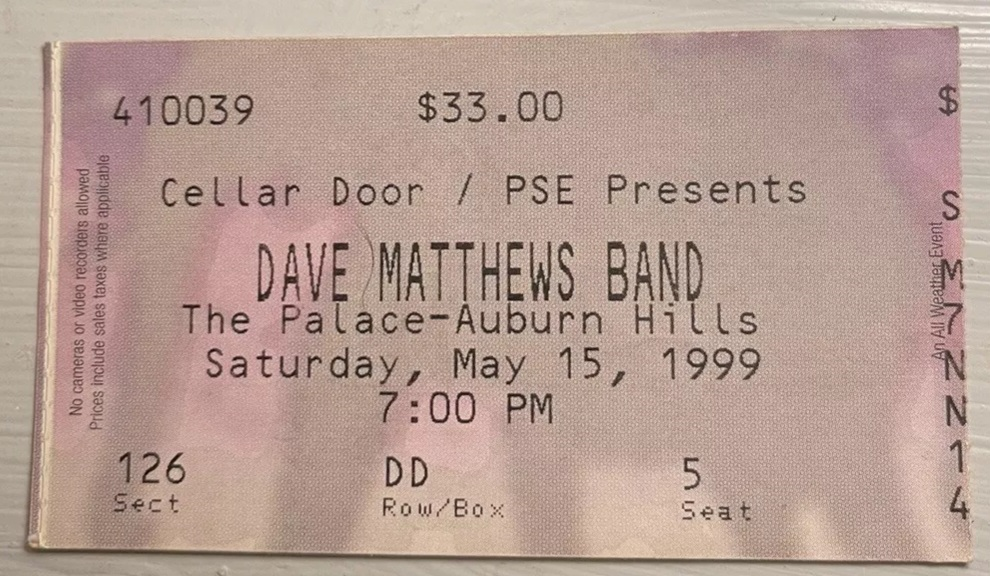 410039 $33.00
Cellar Door / PSE Presents
DAVE MATTHEWS BAND
The Palace-Auburn Hills
Saturday, May 15, 1999
7:00 PM
126 DD 5
Sect Row/Box Seat
No cameras or video recorders allowed
Prices include sales taxes where applicable
An All Weather Event
$
S
M
7
N
N
1
4